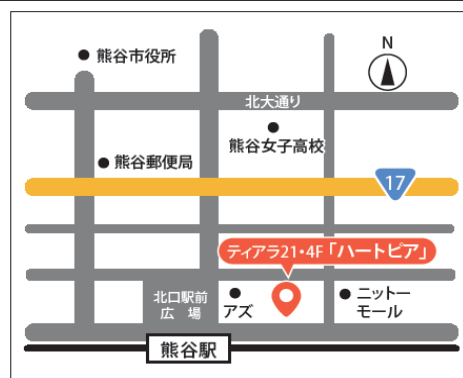 熊谷市役所
N
北大通り
熊谷女子高校
熊谷郵便局
17
ティアラ21・4F「ハートピア」
北口駅前
広 場
アズ
ニットー
モール
熊谷駅